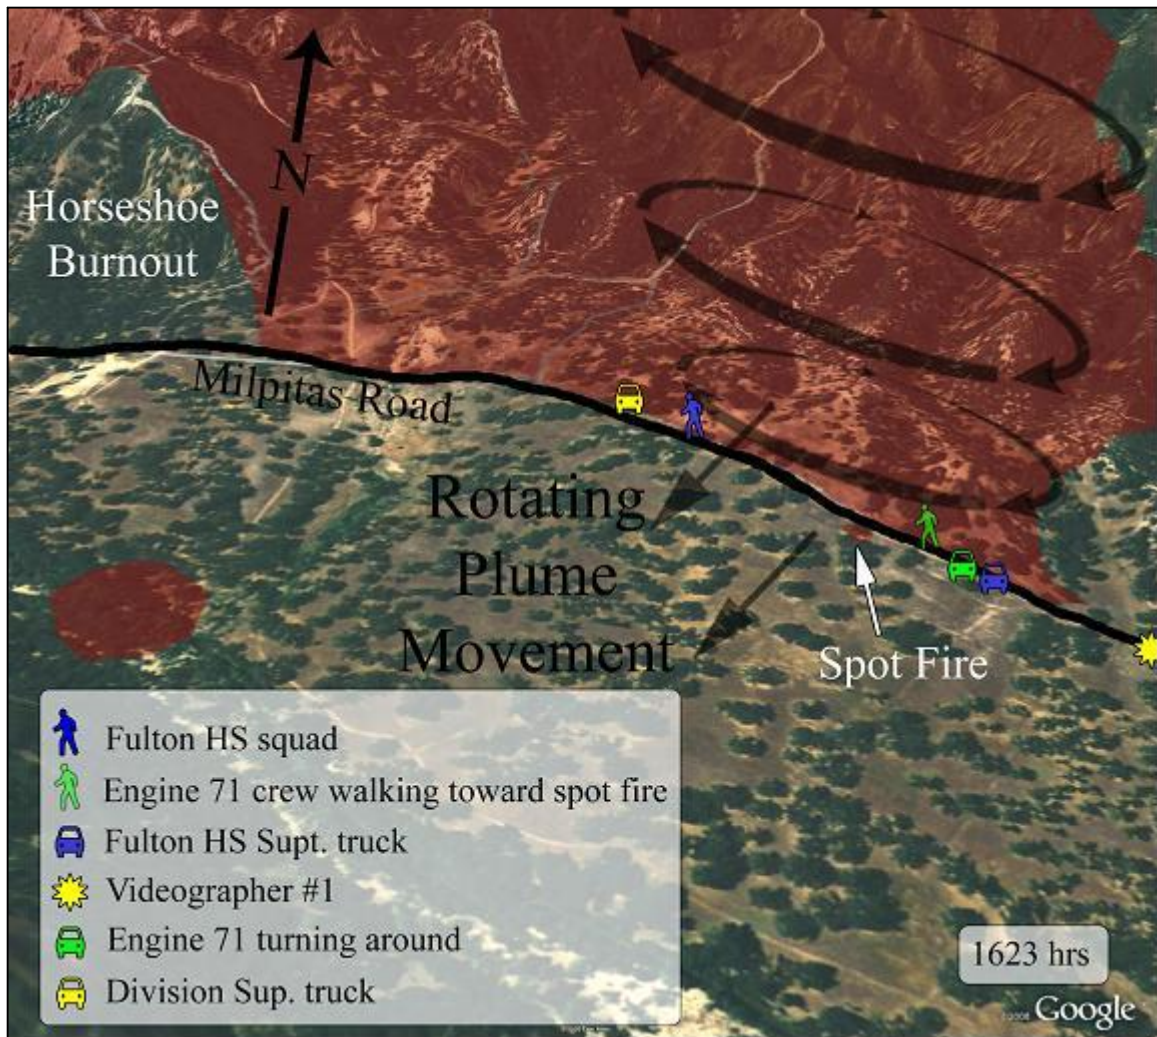 N
Horseshoe
Burnout
Milpitas Road
Rotating
Plume
Movement
Spot Fire
Fulton HS squad
Engine 71 crew walking toward spot fire
Fulton HS Supt. truck
Videographer #1
Engine 71 turning around
Division Sup. truck
1623 hrs
Google